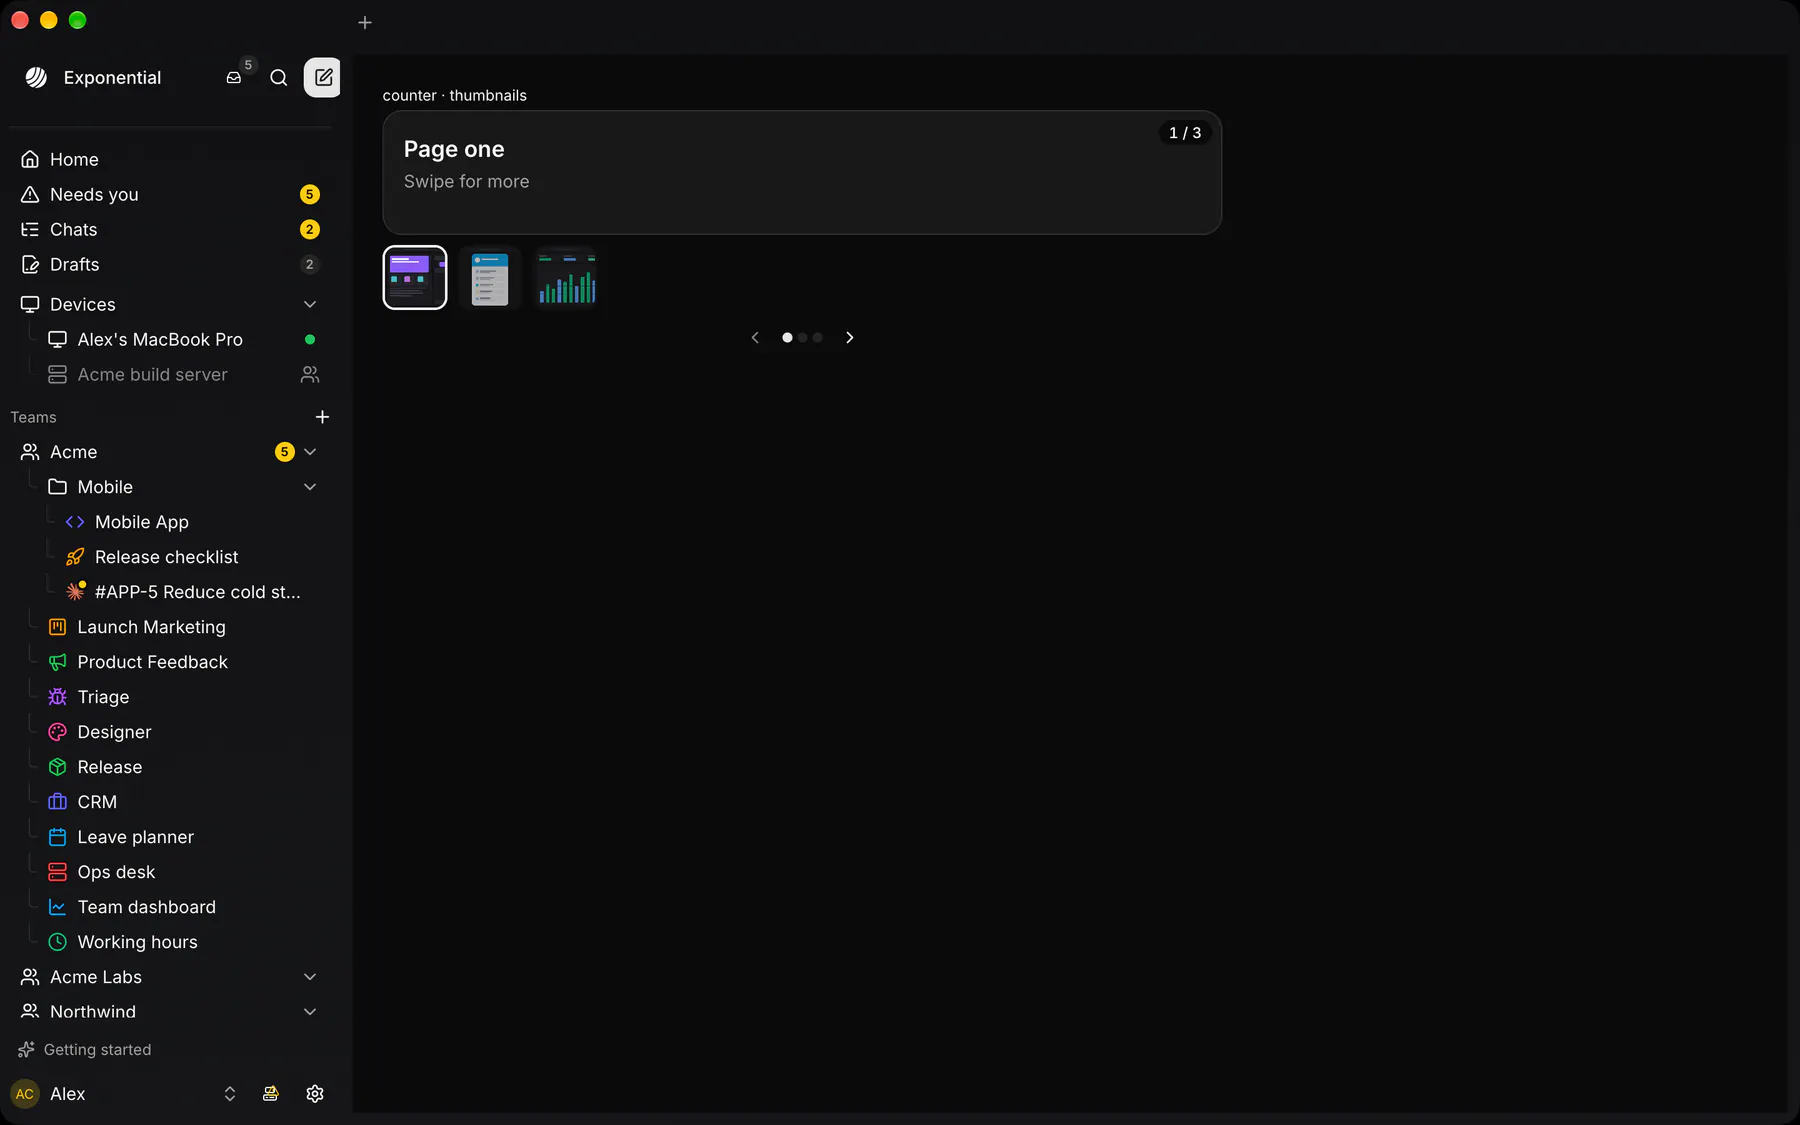 Exponential
5
Home
Needs you
5
Chats
2
Drafts
2
Devices
Alex's MacBook Pro
Acme build server
Teams
Acme
5
Mobile
Mobile App
Release checklist
#APP-5 Reduce cold st...
Launch Marketing
Product Feedback
Triage
Designer
Release
CRM
Leave planner
Ops desk
Team dashboard
Working hours
Acme Labs
Northwind
Getting started
AC
Alex
counter · thumbnails
Page one
1 / 3
Swipe for more